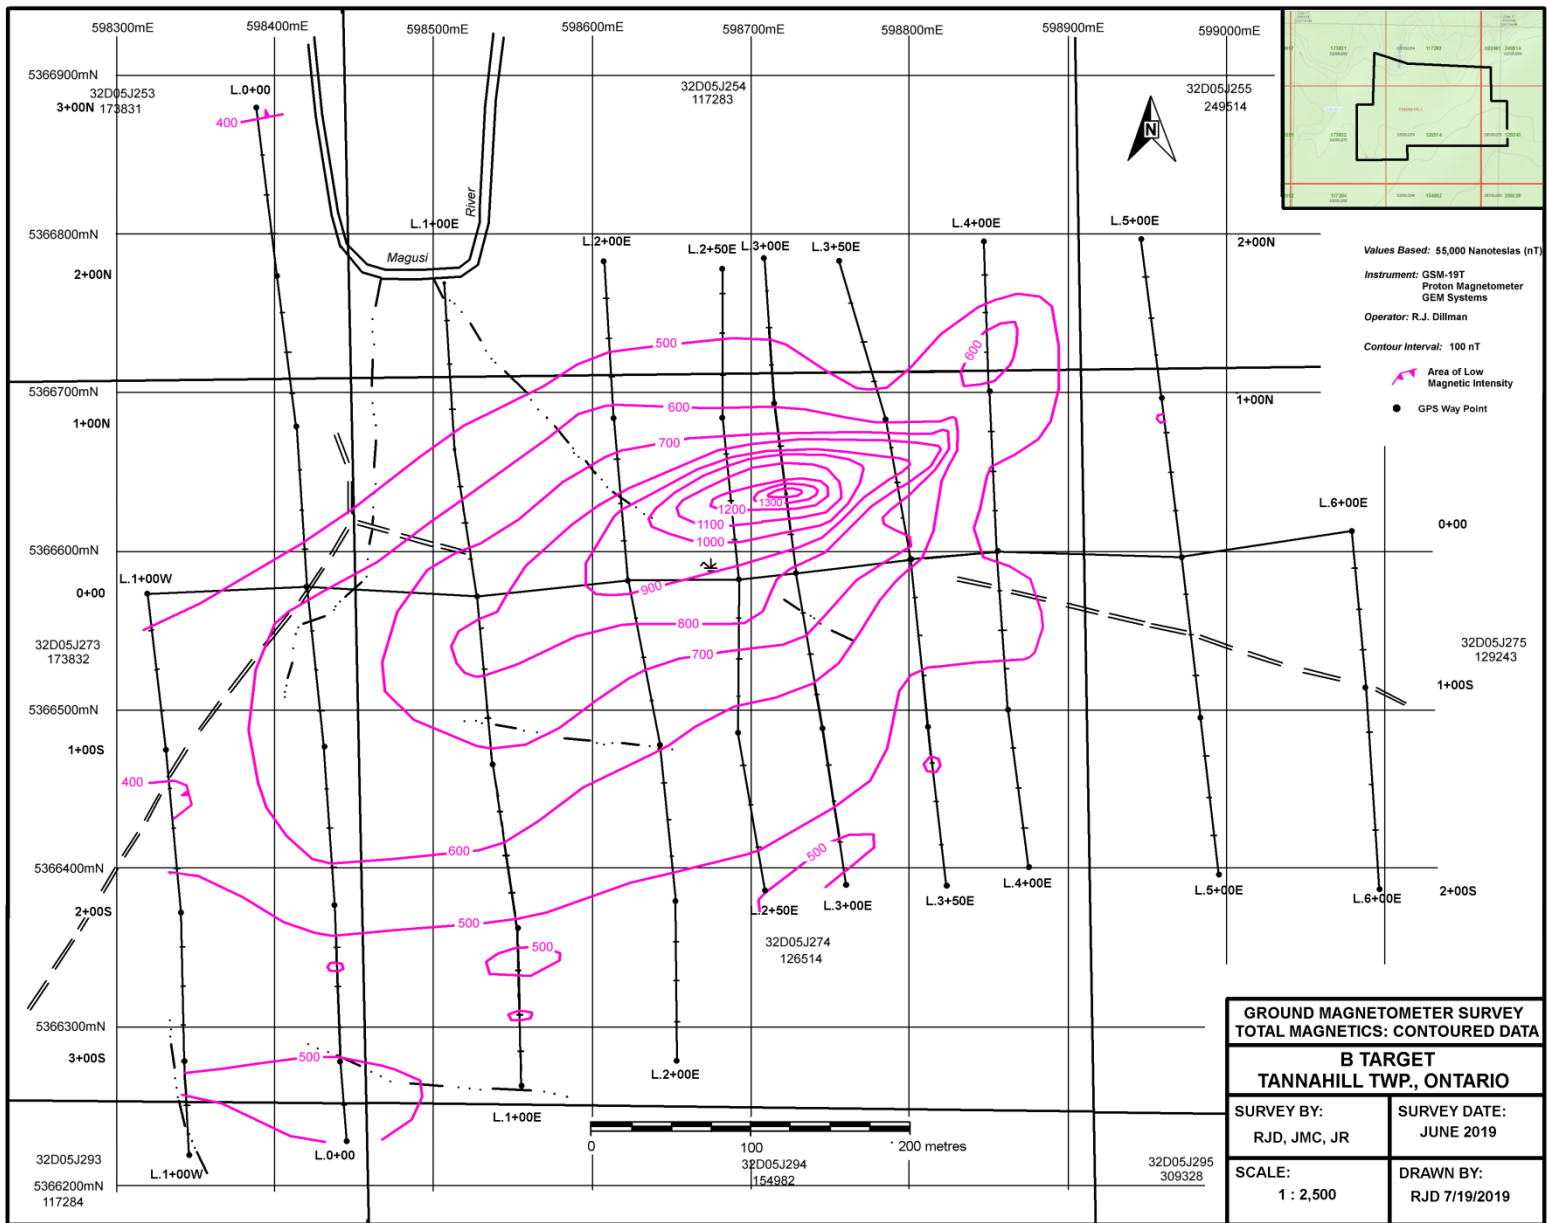 598300mE 598400mE 598500mE 598600mE 598700mE 598800mE 598900mE 599000mE
5366900mN
32D05J253
173831
3+00N
L.0+00
400
32D05J254
117283
32D05J255
249514
N
River
Magusi
L.1+00E
5366800mN
2+00N
L.2+00E
L.2+50E
L.3+00E
L.3+50E
L.4+00E
L.5+00E
2+00N
Values Based: 55,000 Nanoteslas (nT)
Instrument: GSM-19T
Proton Magnetometer
GEM Systems
Operator: R.J. Dillman
Contour Interval: 100 nT
Area of Low
Magnetic Intensity
GPS Way Point
500
600
5366700mN
1+00N
1+00N
600
700
1300
1200
1100
1000
L.6+00E
0+00
5366600mN
L.1+00W
0+00
900
800
700
32D05J273
173832
32D05J275
129243
1+00S
5366500mN
1+00S
400
600
500
5366400mN
2+00S
L.2+50E
L.3+00E
L.3+50E
L.4+00E
L.5+00E
L.6+00E
2+00S
500
500
32D05J274
126514
5366300mN
3+00S
500
L.2+00E
L.1+00E
L.0+00
L.1+00W
0 100 200 metres
32D05J293
5366200mN
117284
32D05J294
154982
32D05J295
309328
GROUND MAGNETOMETER SURVEY
TOTAL MAGNETICS: CONTOURED DATA
B TARGET
TANNAHILL TWP., ONTARIO
SURVEY BY:
RJD, JMC, JR
SURVEY DATE:
JUNE 2019
SCALE:
1 : 2,500
DRAWN BY:
RJD 7/19/2019